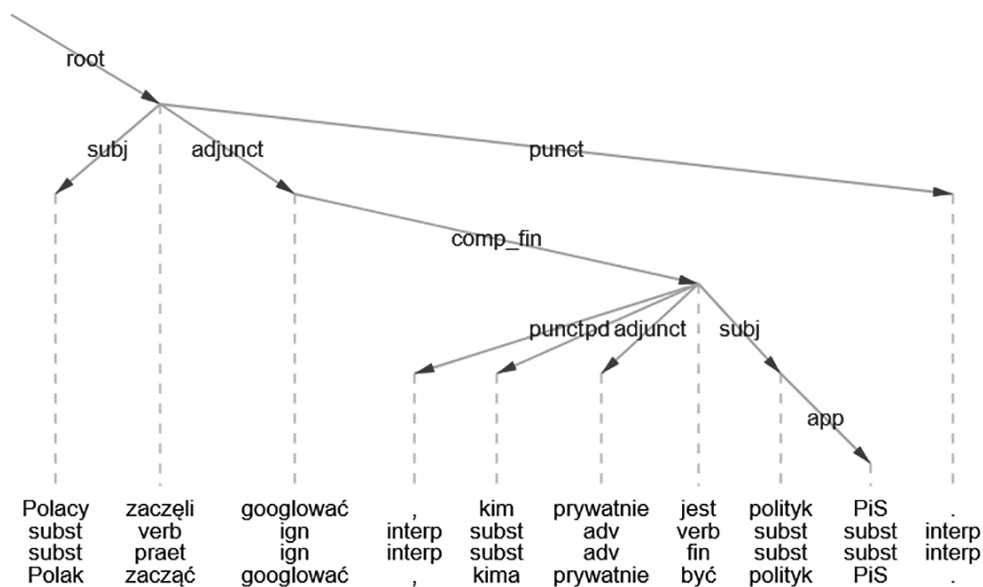 root
subj adjunct punct
comp_fin
punct pd adjunct subj
app
Polacy zaczęli googlować , kim prywatnie jest polityk PiS .
subst verb ign interp subst adv verb subst subst interp
subst praet ign interp subst adv fin subst subst interp
Polak zacząć googlować , kima prywatnie być polityk PiS .